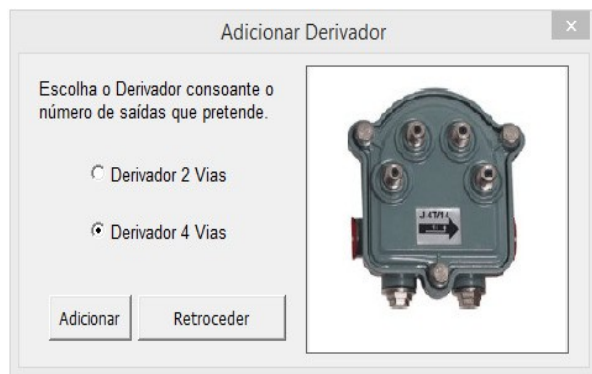 Adicionar Derivador
Escolha o Derivador consoante o
número de saídas que pretende.
Derivador 2 Vias
Derivador 4 Vias
Adicionar
Retroceder